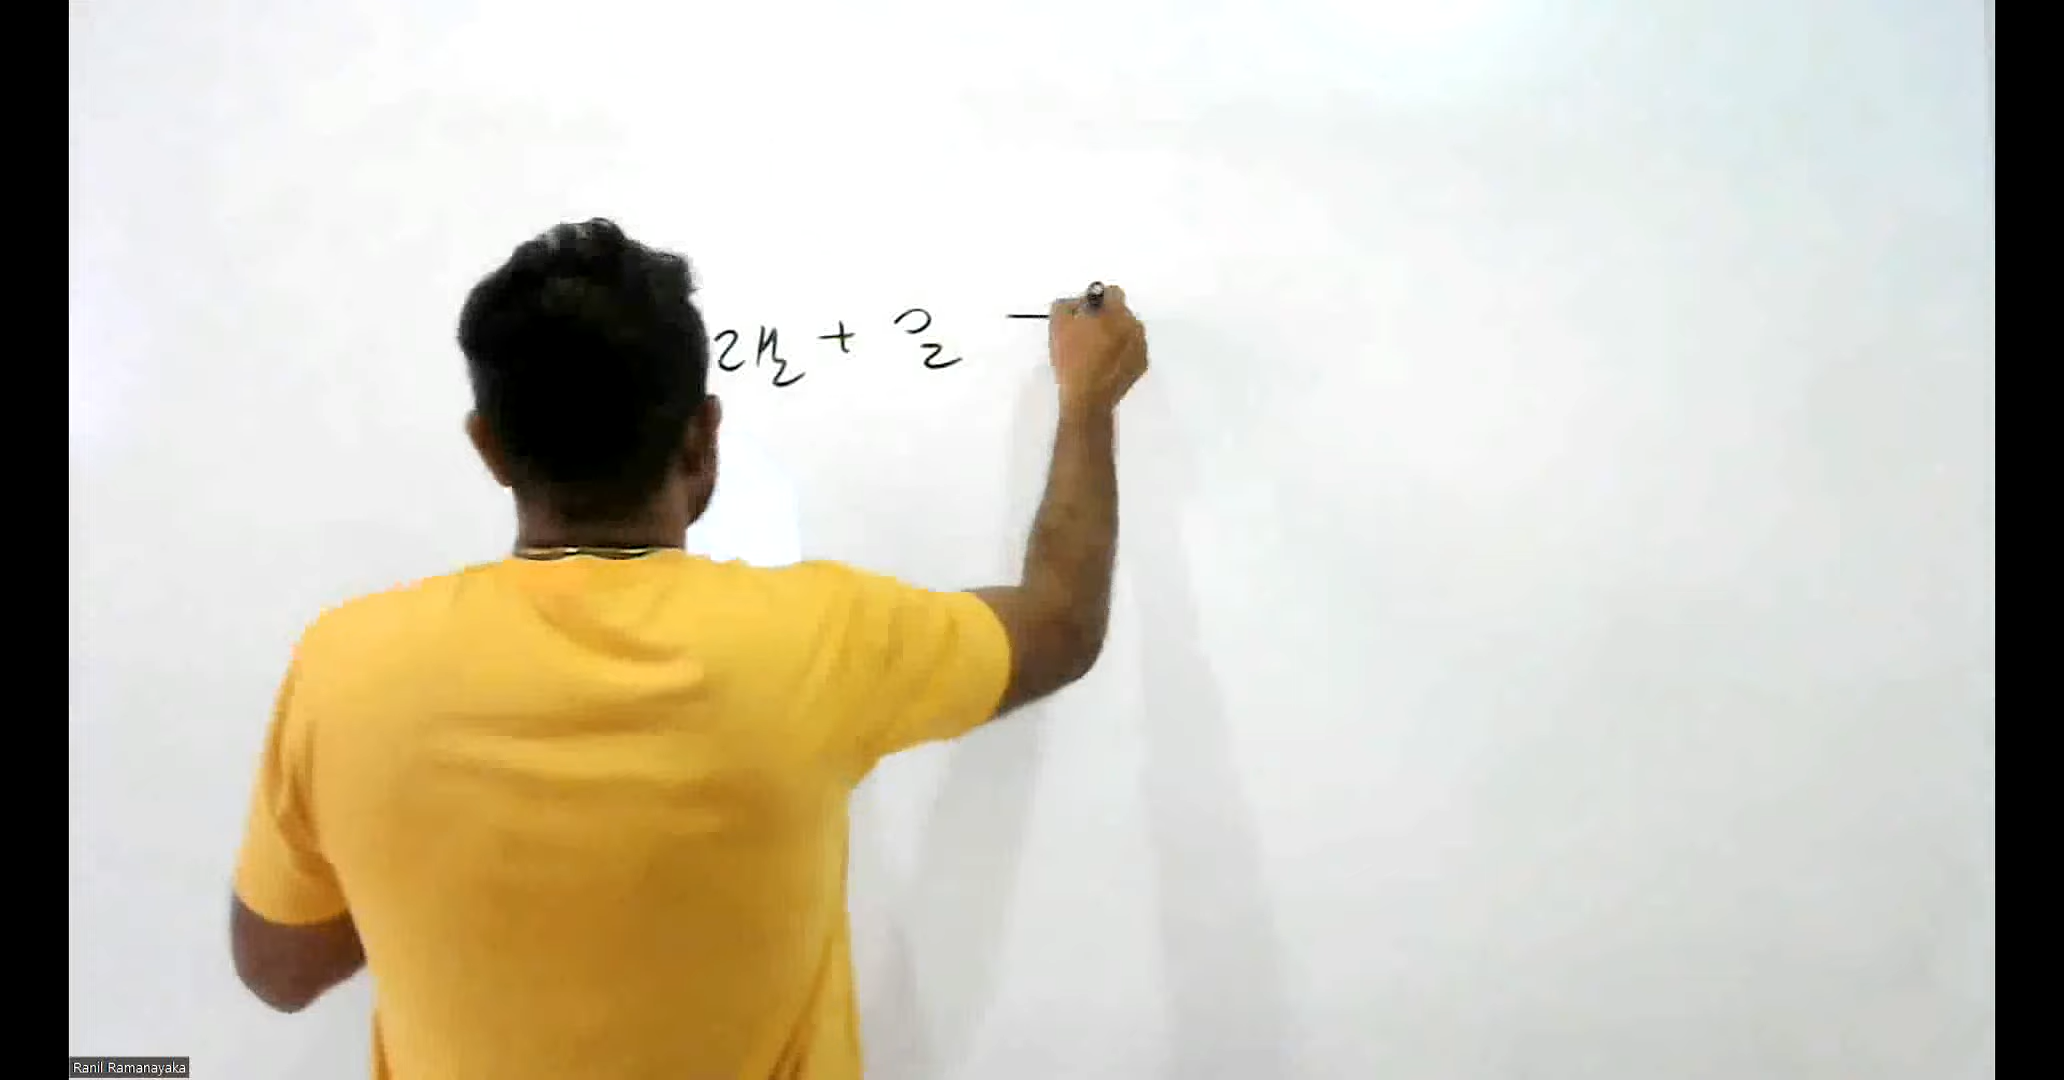 2H₂ + O₂ —
Ranil Ramanayaka